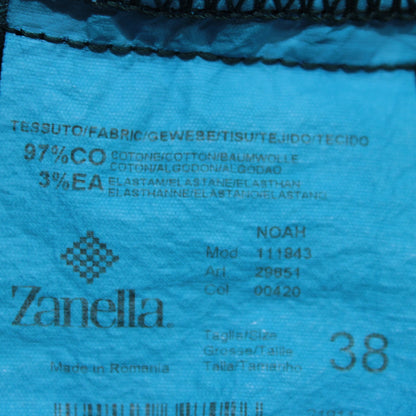 TESSUTO/FABRIC/GEWEBE/TISU/TEJIDO/TECIDO
97%CO COTONE/COTTON/BAUMWOLLE
COTON/ALGODON/ALGODAO
3%EA ELASTAM/ELASTANE/ELASTHAN
ELASTHANNE/ELASTANO/ELASTANE
NOAH
Mod 111943
Art 29851
Col 00420
Zanella
Taglia/Size
Grosse/Taille
Talla/Tamanho
38
Made in Romania